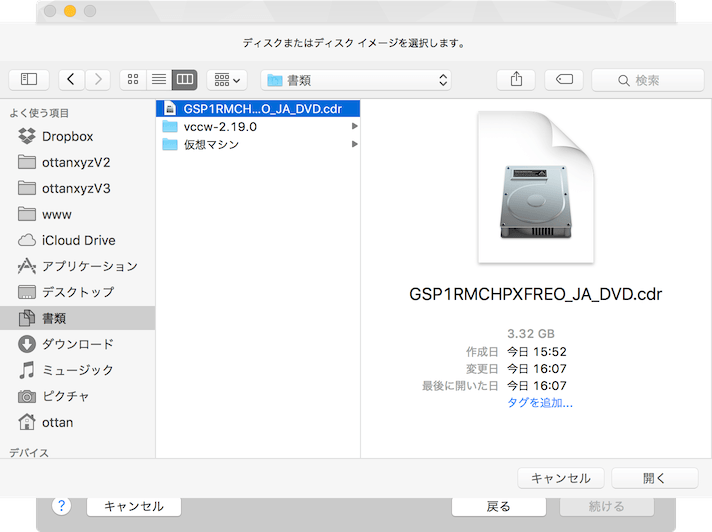 ディスクまたはディスク イメージを選択します。
書類
検索
よく使う項目
Dropbox
ottanxyzV2
ottanxyzV3
www
iCloud Drive
アプリケーション
デスクトップ
書類
ダウンロード
ミュージック
ピクチャ
ottan
デバイス
GSP1RMCH...O_JA_DVD.cdr
vccw-2.19.0
仮想マシン
GSP1RMCHPXFREO_JA_DVD.cdr
3.32 GB
作成日 今日 15:52
変更日 今日 16:07
最後に開いた日 今日 16:07
タグを追加...
キャンセル 開く
? キャンセル 戻る 続ける